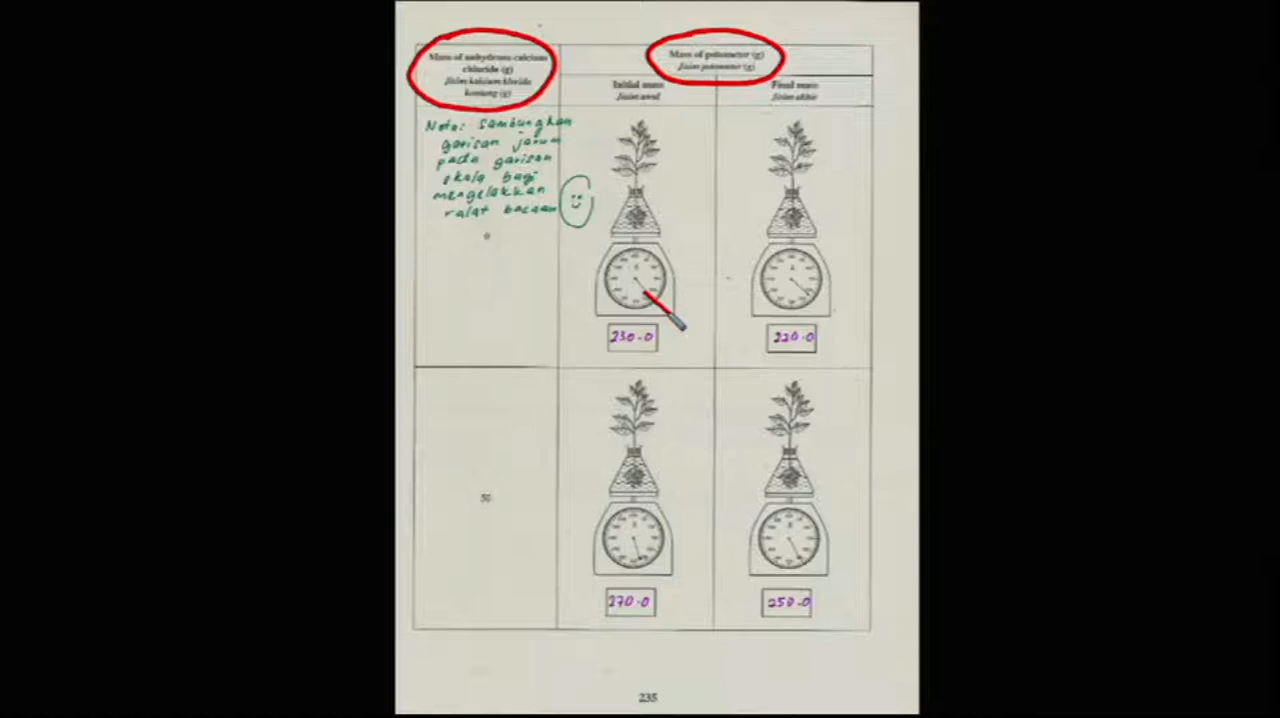 Mass of anhydrous calcium
chloride (g)
Jisim kalsium klorida
kontang (g)
Mass of potometer (g)
Jisim potometer (g)
Initial mass
Jisim awal
Final mass
Jisim akhir
Nota: Sambungkan
garisan jarum
pada garisan
skala bagi
mengelakkan
ralat bacaan
0
230.0
220.0
50
270.0
250.0
235